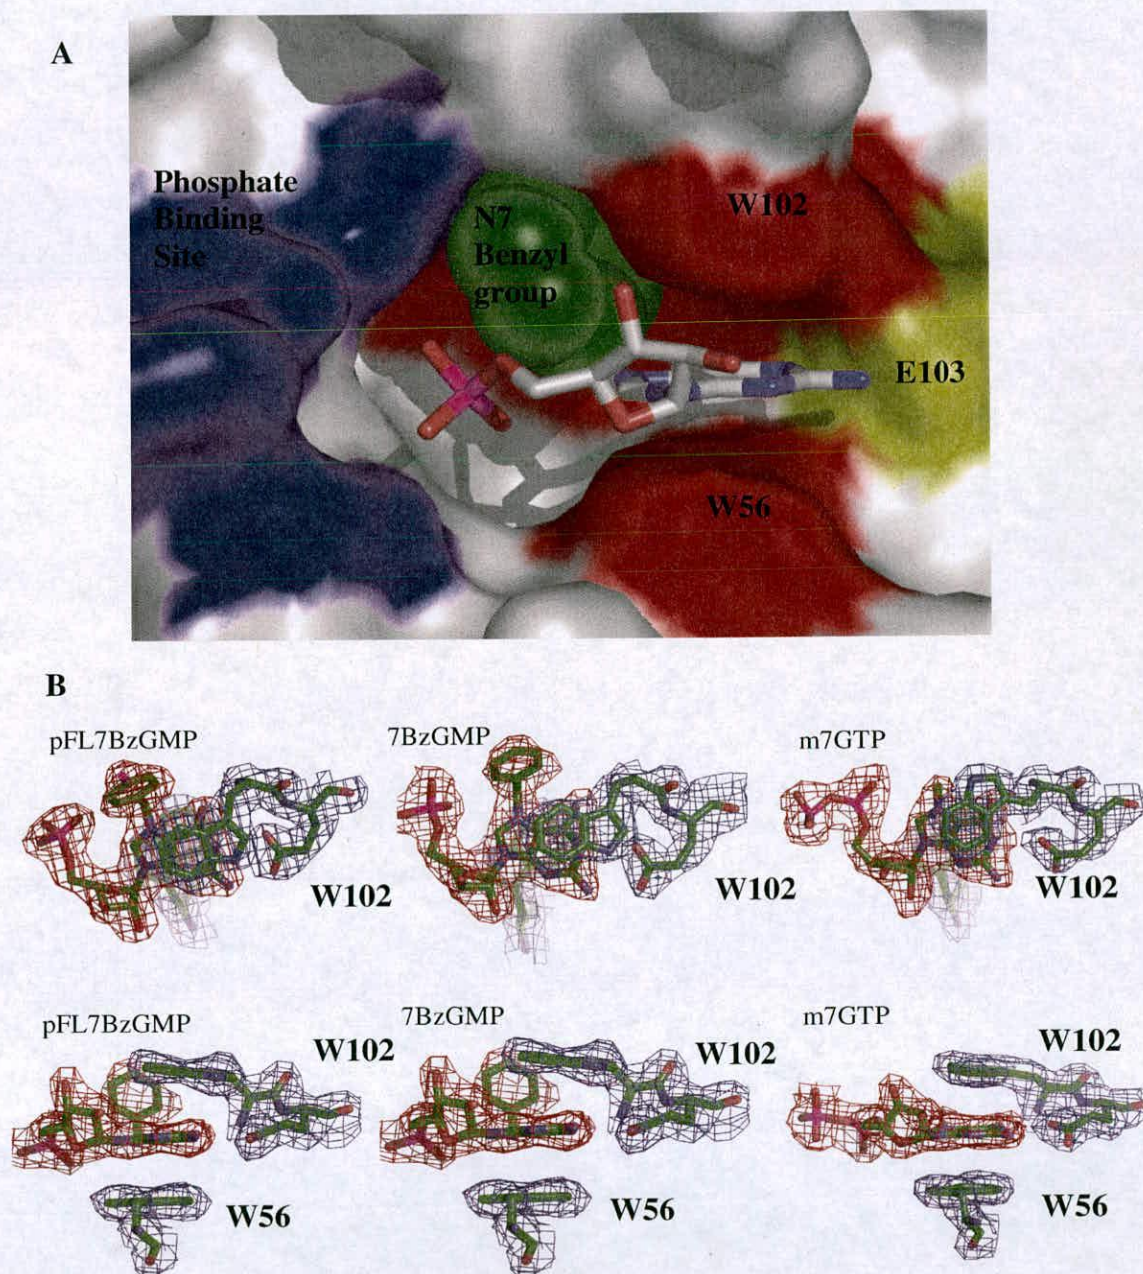 A
Phosphate
Binding
Site
N7
Benzyl
group
W102
E103
W56
B
pFL7BzGMP
7BzGMP
m7GTP
W102
W102
W102
pFL7BzGMP
7BzGMP
m7GTP
W102
W102
W102
W56
W56
W56